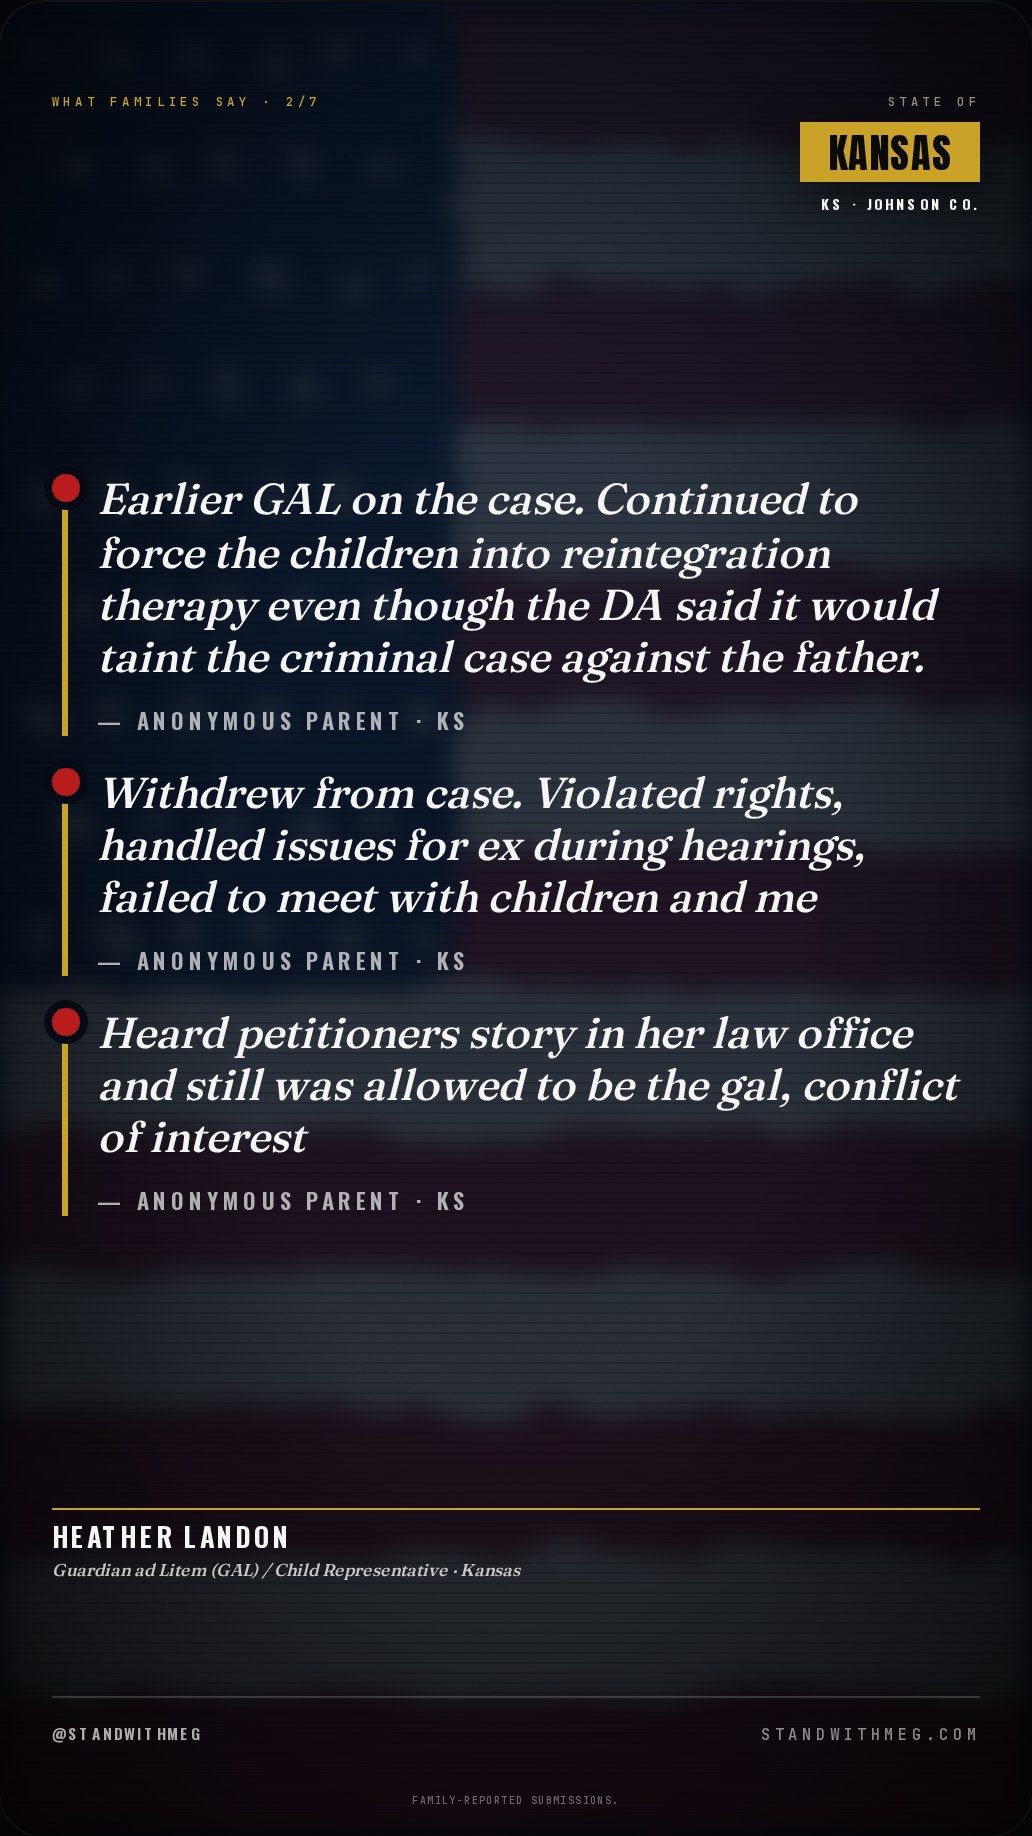 WHAT FAMILIES SAY · 2/7
STATE OF
KANSAS
KS · JOHNSON CO.
Earlier GAL on the case. Continued to
force the children into reintegration
therapy even though the DA said it would
taint the criminal case against the father.
— ANONYMOUS PARENT · KS
Withdrew from case. Violated rights,
handled issues for ex during hearings,
failed to meet with children and me
— ANONYMOUS PARENT · KS
Heard petitioners story in her law office
and still was allowed to be the gal, conflict
of interest
— ANONYMOUS PARENT · KS
HEATHER LANDON
Guardian ad Litem (GAL) / Child Representative · Kansas
@STANDWITHMEG
STANDWITHMEG.COM
FAMILY-REPORTED SUBMISSIONS.